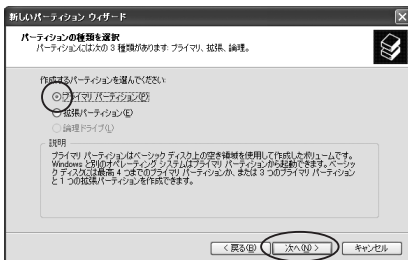 新しいパーティション ウィザード
パーティションの種類を選択
パーティションには次の 3 種類があります: プライマリ、拡張、論理。
作成するパーティションを選んでください:
プライマリ パーティション(P)
拡張パーティション(E)
論理ドライブ(L)
説明
プライマリ パーティションはベーシック ディスク上の空き領域を使用して作成したボリュームです。
Windows と別のオペレーティング システムはプライマリ パーティションから起動できます。ベーシッ
ク ディスクには最高 4 つまでのプライマリ パーティションか、または 3 つのプライマリ パーティション
と 1 つの拡張パーティションを作成できます。
< 戻る(B) 次へ(N) > キャンセル